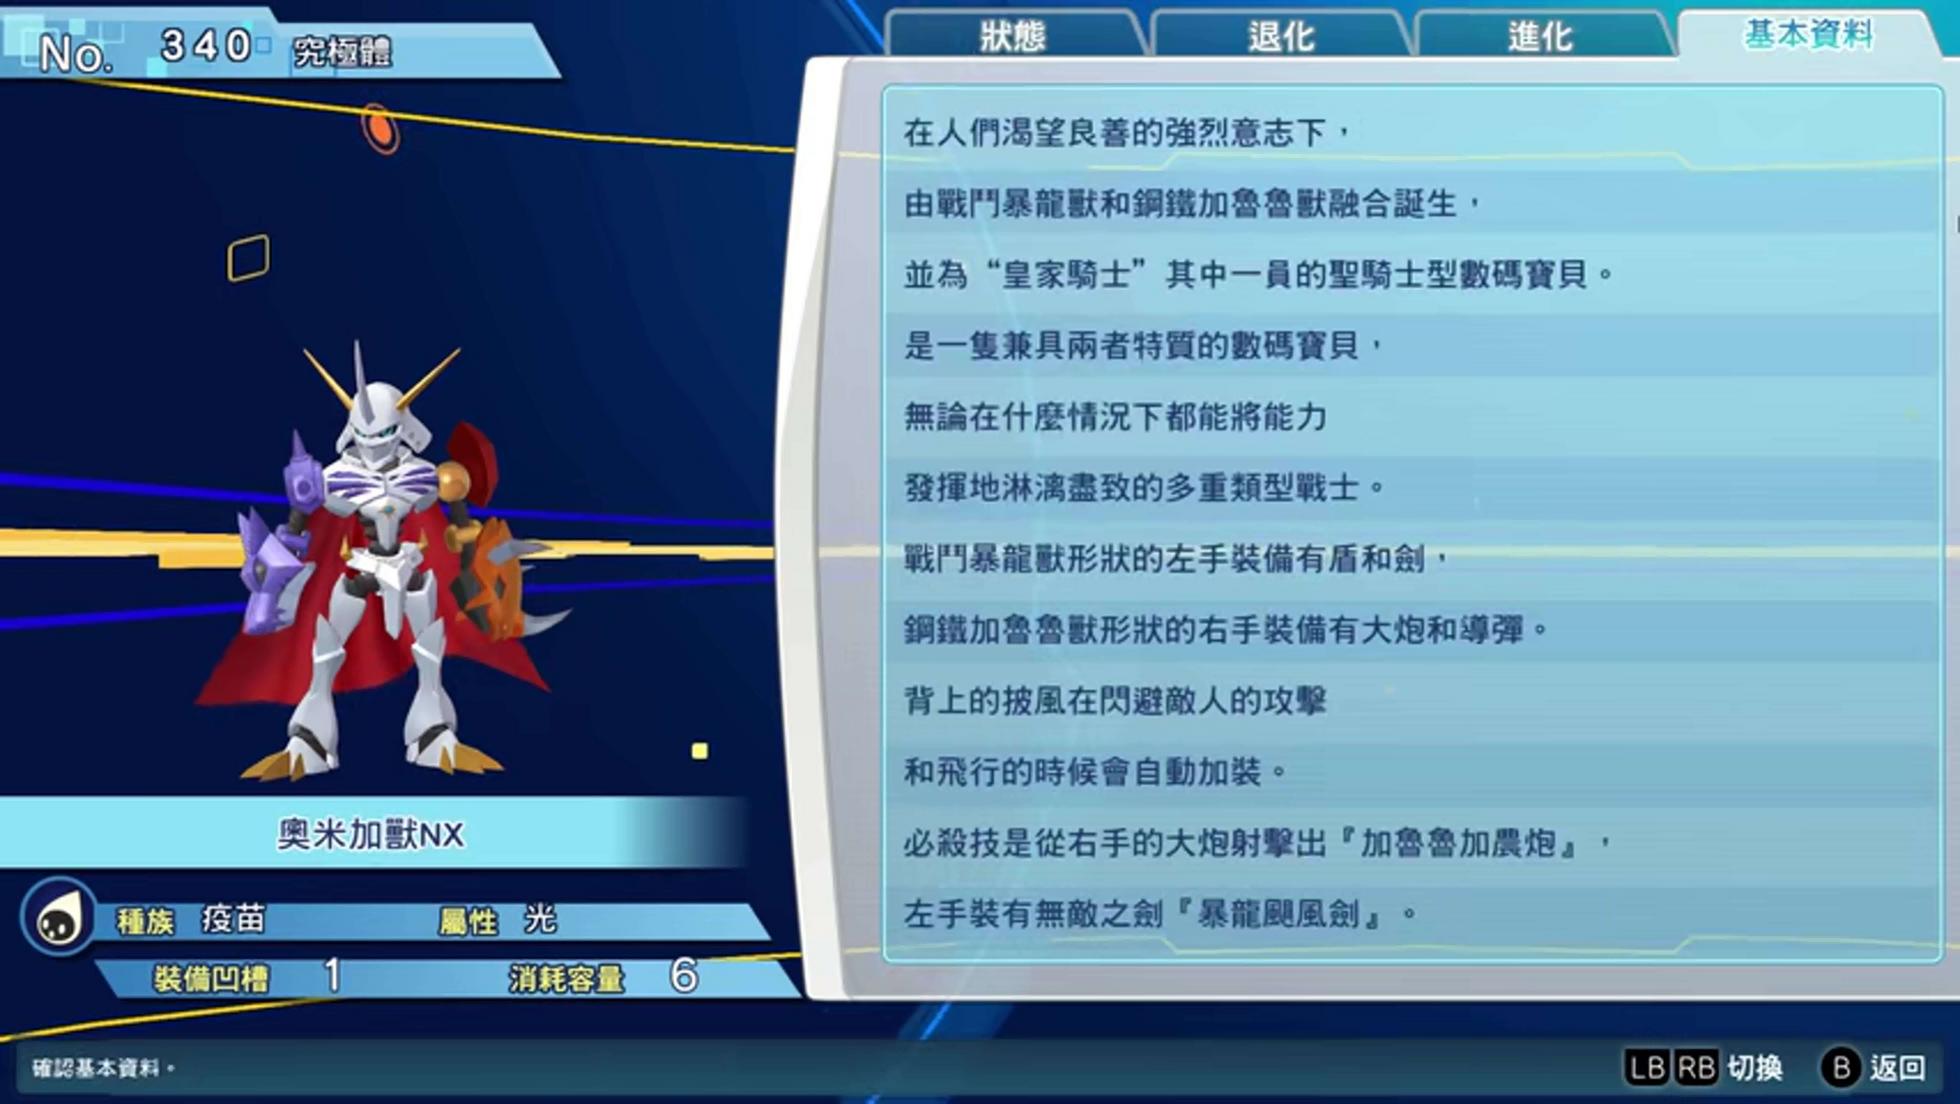 No. 340 究極體
狀態 退化 進化 基本資料
在人們渴望良善的強烈意志下，
由戰鬥暴龍獸和鋼鐵加魯魯獸融合誕生，
並為“皇家騎士”其中一員的聖騎士型數碼寶貝。
是一隻兼具兩者特質的數碼寶貝，
無論在什麼情況下都能將能力
發揮地淋漓盡致的多重類型戰士。
戰鬥暴龍獸形狀的左手裝備有盾和劍，
鋼鐵加魯魯獸形狀的右手裝備有大炮和導彈。
背上的披風在閃避敵人的攻擊
和飛行的時候會自動加裝。
必殺技是從右手的大炮射擊出『加魯魯加農炮』，
左手裝有無敵之劍『暴龍颶風劍』。
奧米加獸NX
種族 疫苗 屬性 光
裝備凹槽 1 消耗容量 6
確認基本資料。
LB RB 切換 B 返回